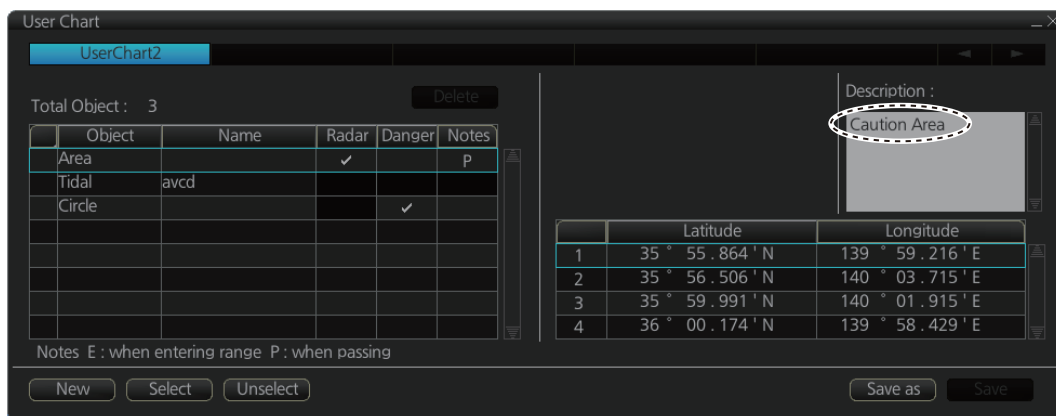 User Chart
UserChart2
Total Object : 3
Delete
Description :
Caution Area
Object Name Radar Danger Notes
Area ✓ P
Tidal avcd
Circle ✓
Latitude Longitude
1 35 ° 55 . 864 ' N 139 ° 59 . 216 ' E
2 35 ° 56 . 506 ' N 140 ° 03 . 715 ' E
3 35 ° 59 . 991 ' N 140 ° 01 . 915 ' E
4 36 ° 00 . 174 ' N 139 ° 58 . 429 ' E
Notes E : when entering range P : when passing
New Select Unselect Save as Save